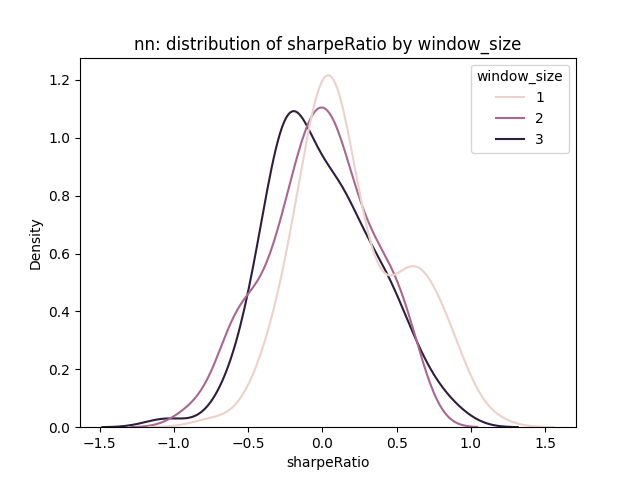 nn: distribution of sharpeRatio by window_size
window_size
1
2
3
Density
1.2
1.0
0.8
0.6
0.4
0.2
0.0
−1.5 −1.0 −0.5 0.0 0.5 1.0 1.5
sharpeRatio